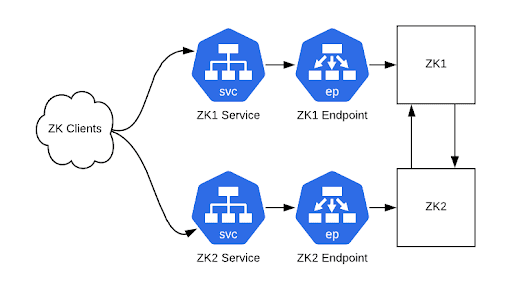 ZK Clients
svc
ZK1 Service
ep
ZK1 Endpoint
ZK1
svc
ZK2 Service
ep
ZK2 Endpoint
ZK2